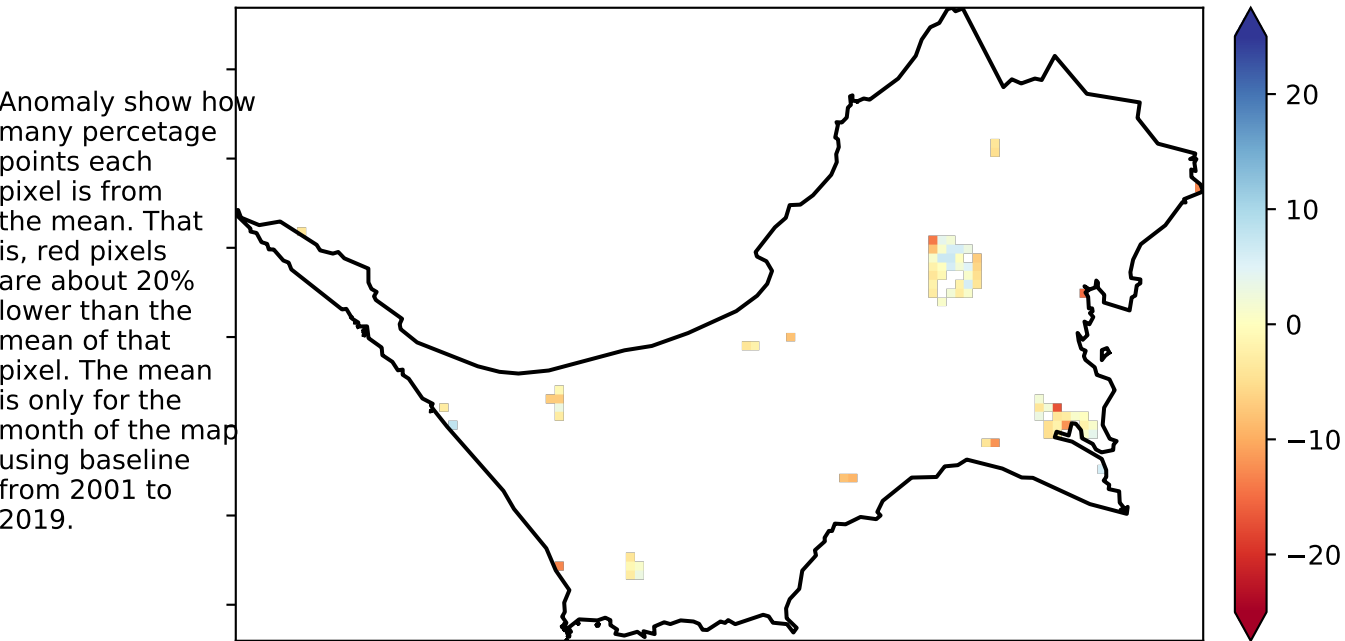 Anomaly show how
many percetage
points each
pixel is from
the mean. That
is, red pixels
are about 20%
lower than the
mean of that
pixel. The mean
is only for the
month of the map
using baseline
from 2001 to
2019.
20
10
0
−10
−20